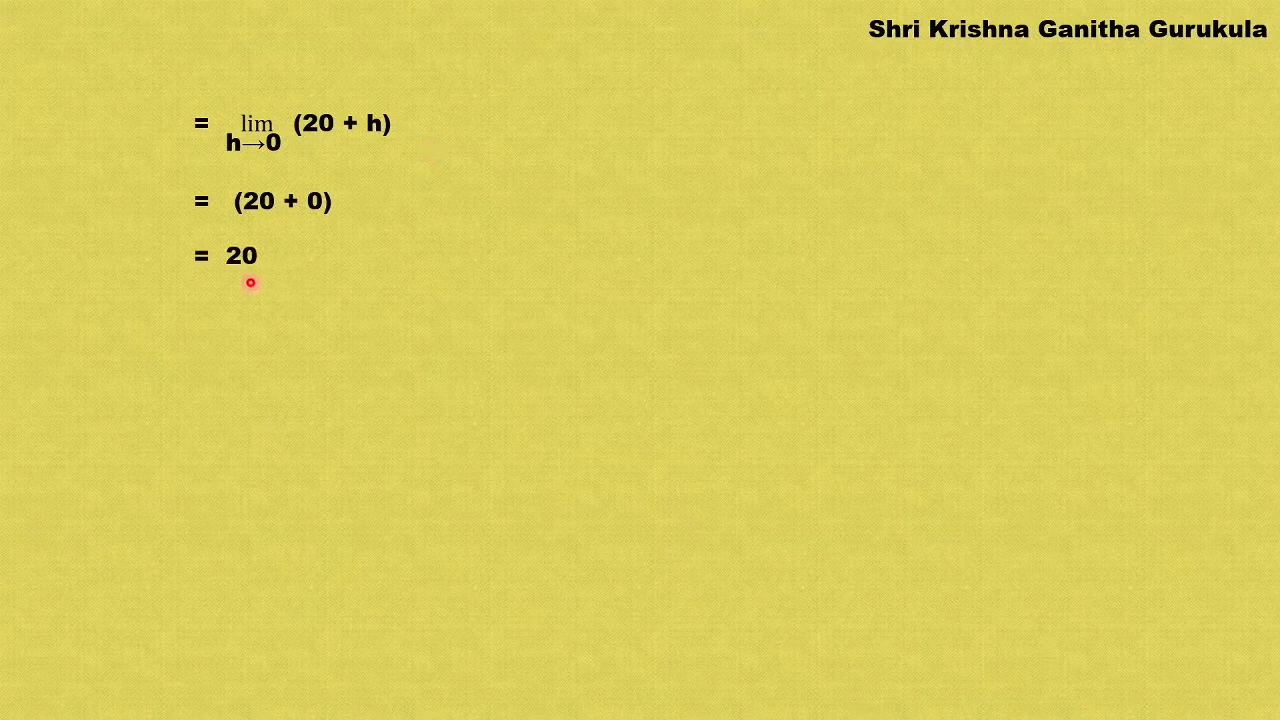 Shri Krishna Ganitha Gurukula
= lim (20 + h)
h→0
= (20 + 0)
= 20